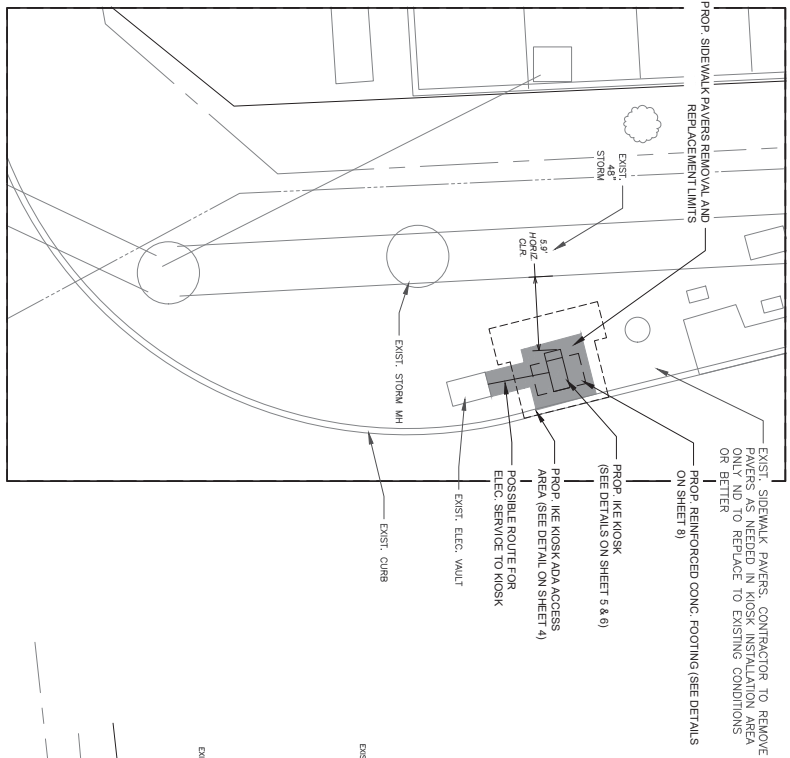 PROP. SIDEWALK PAVERS REMOVAL AND
REPLACEMENT LIMITS
EXIST.
48"
STORM
5.9'
HORIZ
CLR.
EXIST. STORM MH
EXIST. SIDEWALK PAVERS. CONTRACTOR TO REMOVE
PAVERS AS NEEDED IN KIOSK INSTALLATION AREA
ONLY ND TO REPLACE TO EXISTING CONDITIONS
OR BETTER
PROP. REINFORCED CONC. FOOTING (SEE DETAILS
ON SHEET 8)
PROP. IKE KIOSK
(SEE DETAILS ON SHEET 5 & 6)
PROP. IKE KIOSK ADA ACCESS
AREA (SEE DETAIL ON SHEET 4)
POSSIBLE ROUTE FOR
ELEC. SERVICE TO KIOSK
EXIST. ELEC. VAULT
EXIST. CURB